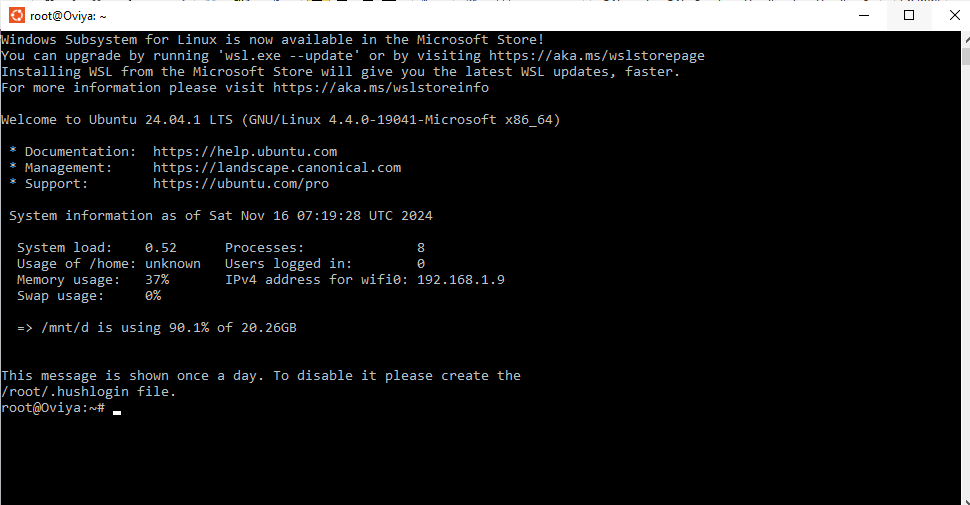 root@Oviya: ~
Windows Subsystem for Linux is now available in the Microsoft Store!
You can upgrade by running 'wsl.exe --update' or by visiting https://aka.ms/wslstorepage
Installing WSL from the Microsoft Store will give you the latest WSL updates, faster.
For more information please visit https://aka.ms/wslstoreinfo
Welcome to Ubuntu 24.04.1 LTS (GNU/Linux 4.4.0-19041-Microsoft x86_64)
* Documentation:  https://help.ubuntu.com
* Management:     https://landscape.canonical.com
* Support:        https://ubuntu.com/pro
System information as of Sat Nov 16 07:19:28 UTC 2024
System load:    0.52      Processes:              8
Usage of /home: unknown   Users logged in:        0
Memory usage:   37%       IPv4 address for wifi0: 192.168.1.9
Swap usage:     0%
=> /mnt/d is using 90.1% of 20.26GB
This message is shown once a day. To disable it please create the
/root/.hushlogin file.
root@Oviya:~#